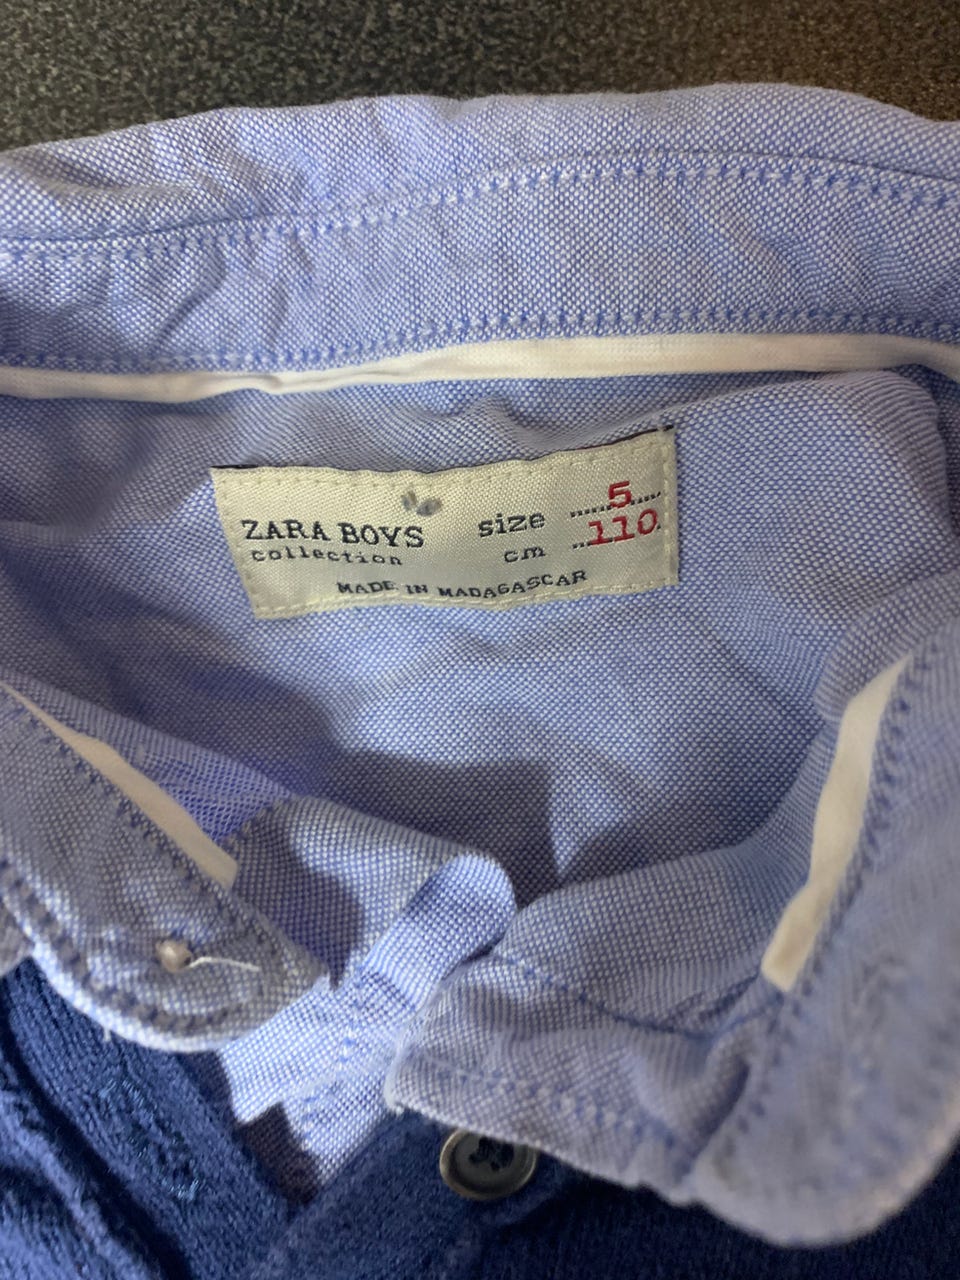 ZARA BOYS
collection
size 5
cm 110
MADE IN MADAGASCAR